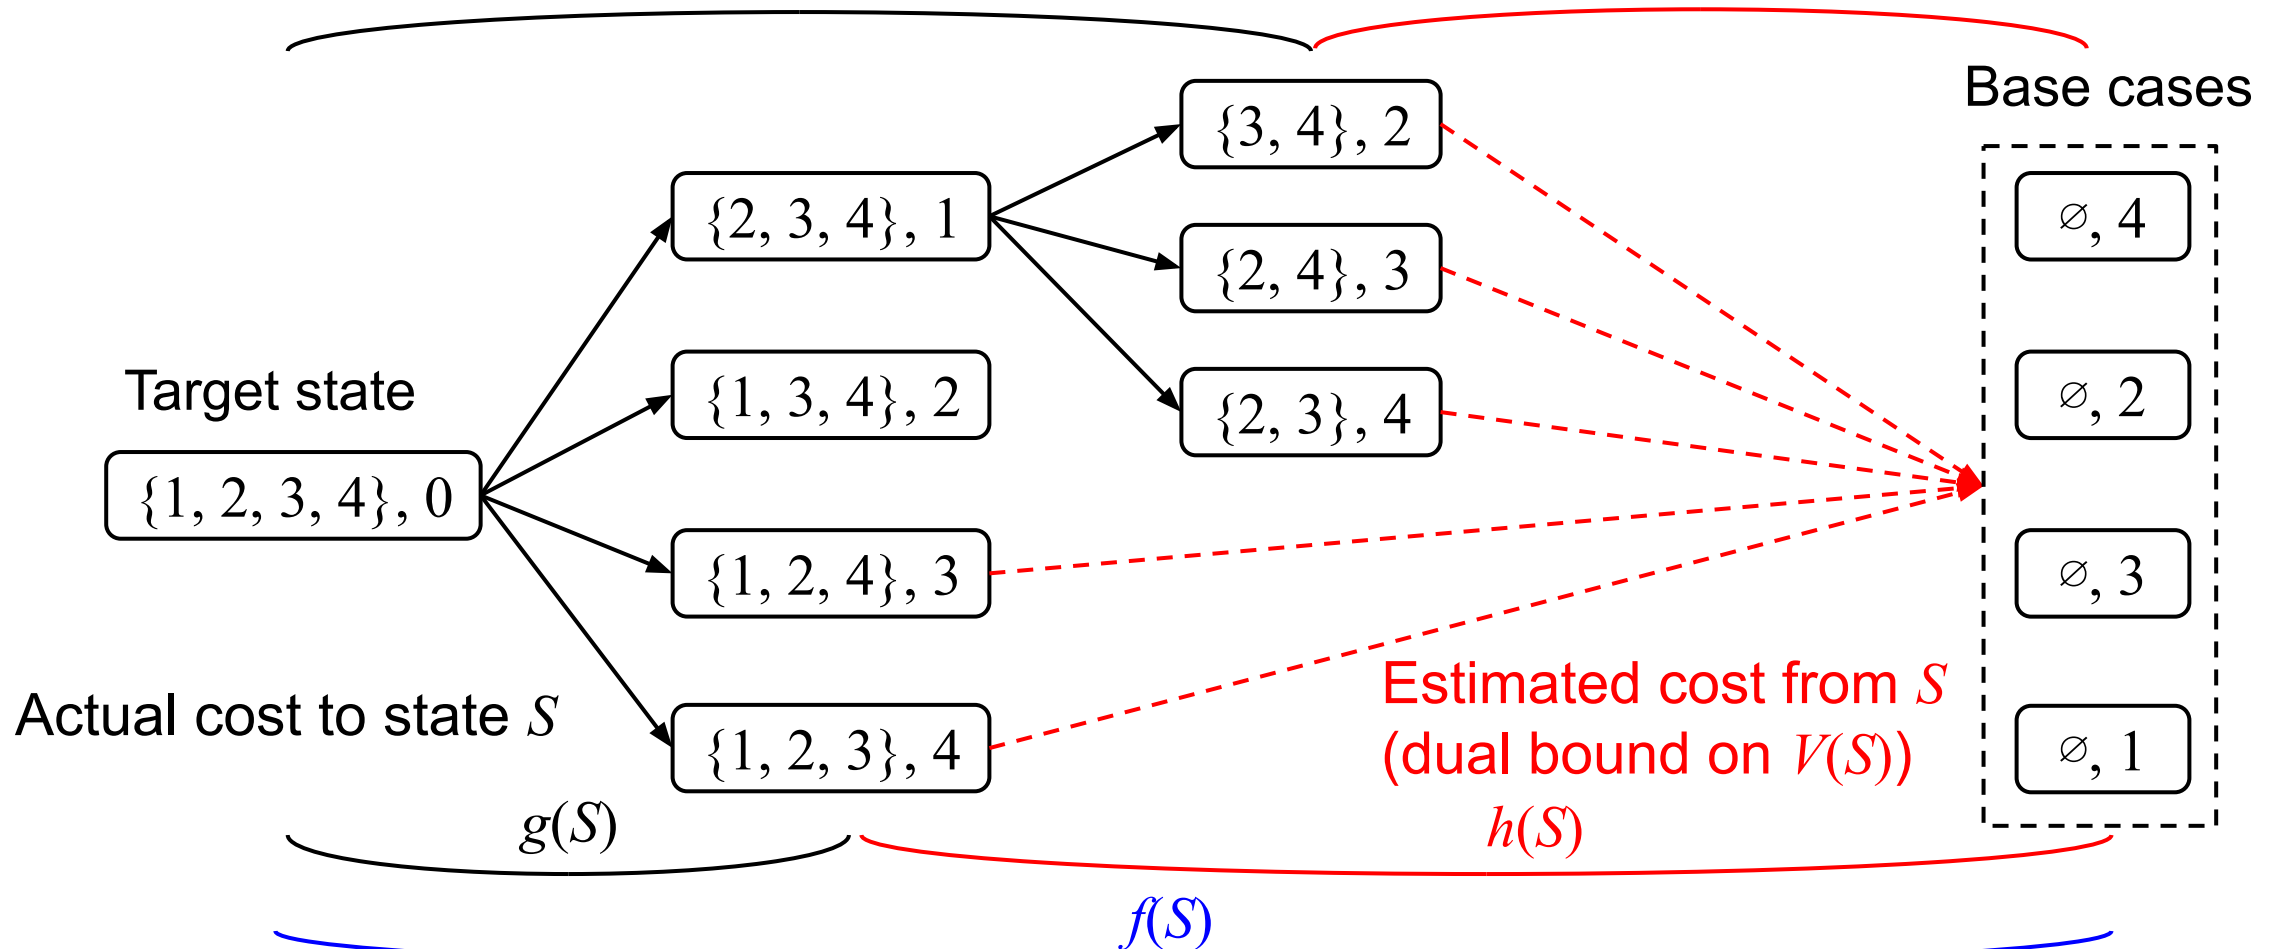 Base cases
{3, 4}, 2
{2, 3, 4}, 1
∅, 4
{2, 4}, 3
Target state
{1, 3, 4}, 2
{2, 3}, 4
∅, 2
{1, 2, 3, 4}, 0
{1, 2, 4}, 3
∅, 3
Actual cost to state S
{1, 2, 3}, 4
Estimated cost from S
(dual bound on V(S))
∅, 1
g(S)
h(S)
f(S)